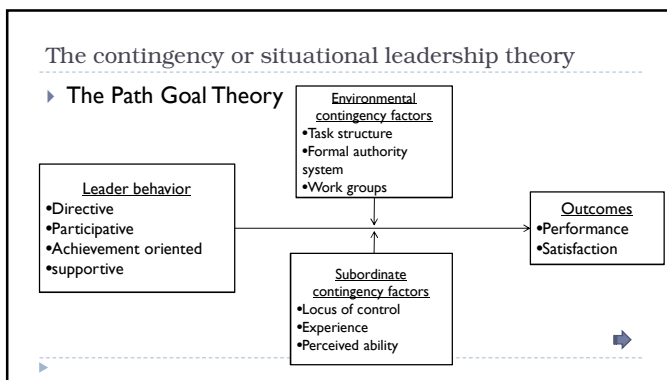 The contingency or situational leadership theory
The Path Goal Theory
Environmental
contingency factors
•Task structure
•Formal authority
system
•Work groups
Leader behavior
•Directive
•Participative
•Achievement oriented
•supportive
Outcomes
•Performance
•Satisfaction
Subordinate
contingency factors
•Locus of control
•Experience
•Perceived ability